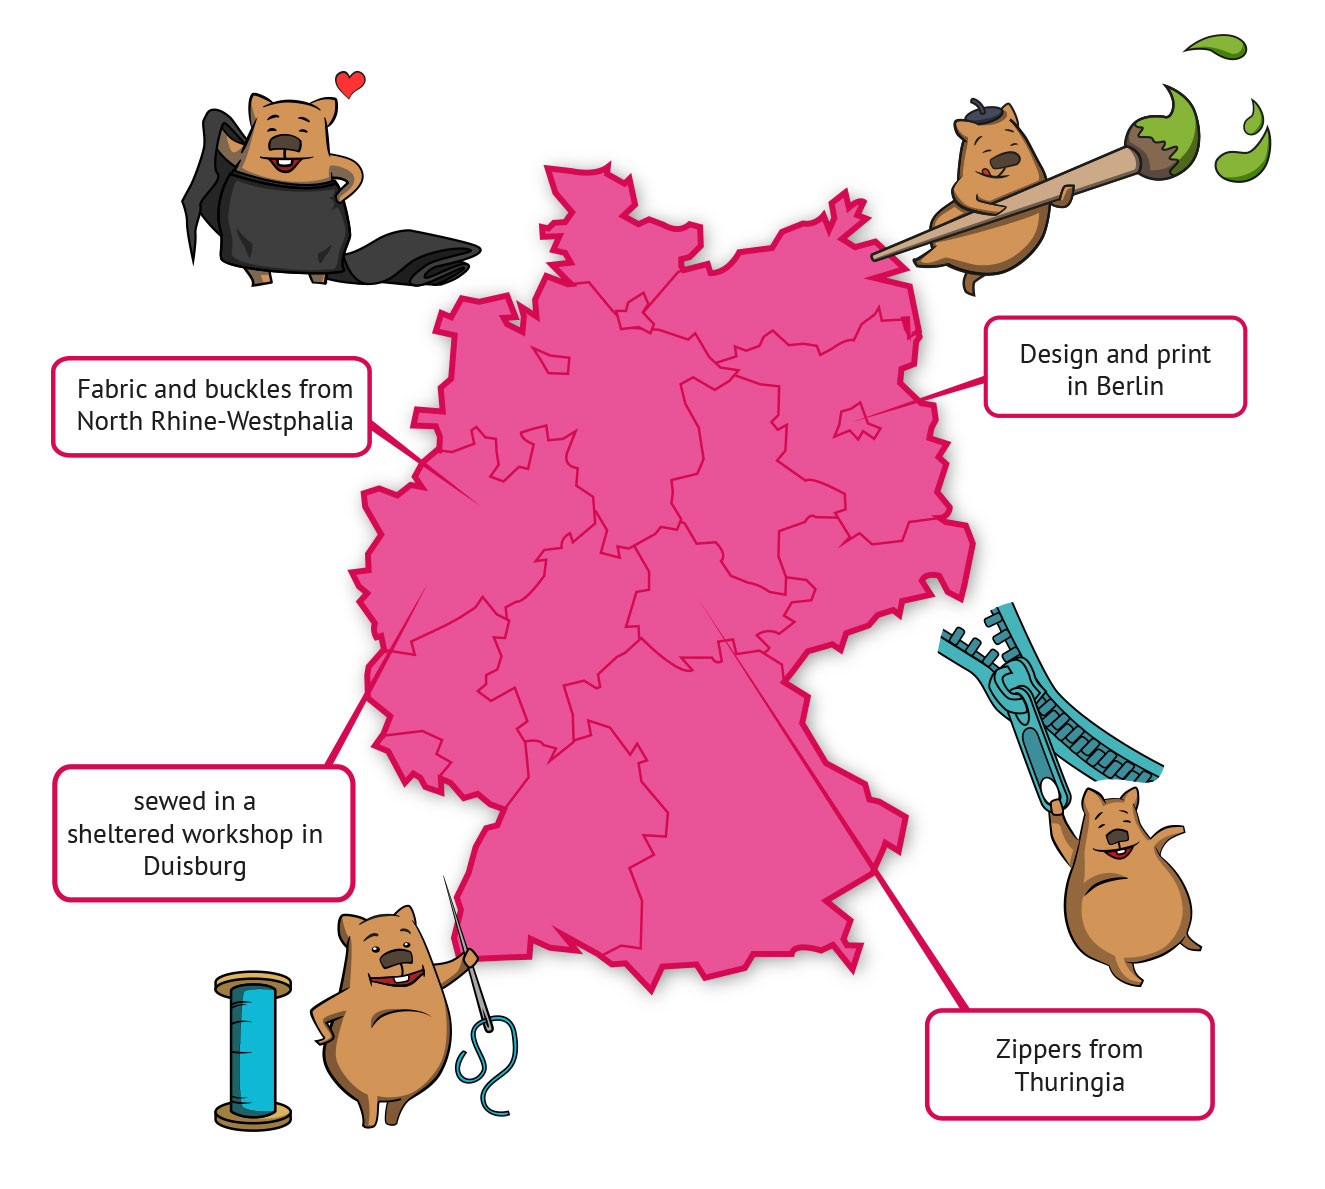 Design and print
in Berlin
Fabric and buckles from
North Rhine-Westphalia
sewed in a
sheltered workshop in
Duisburg
Zippers from
Thuringia